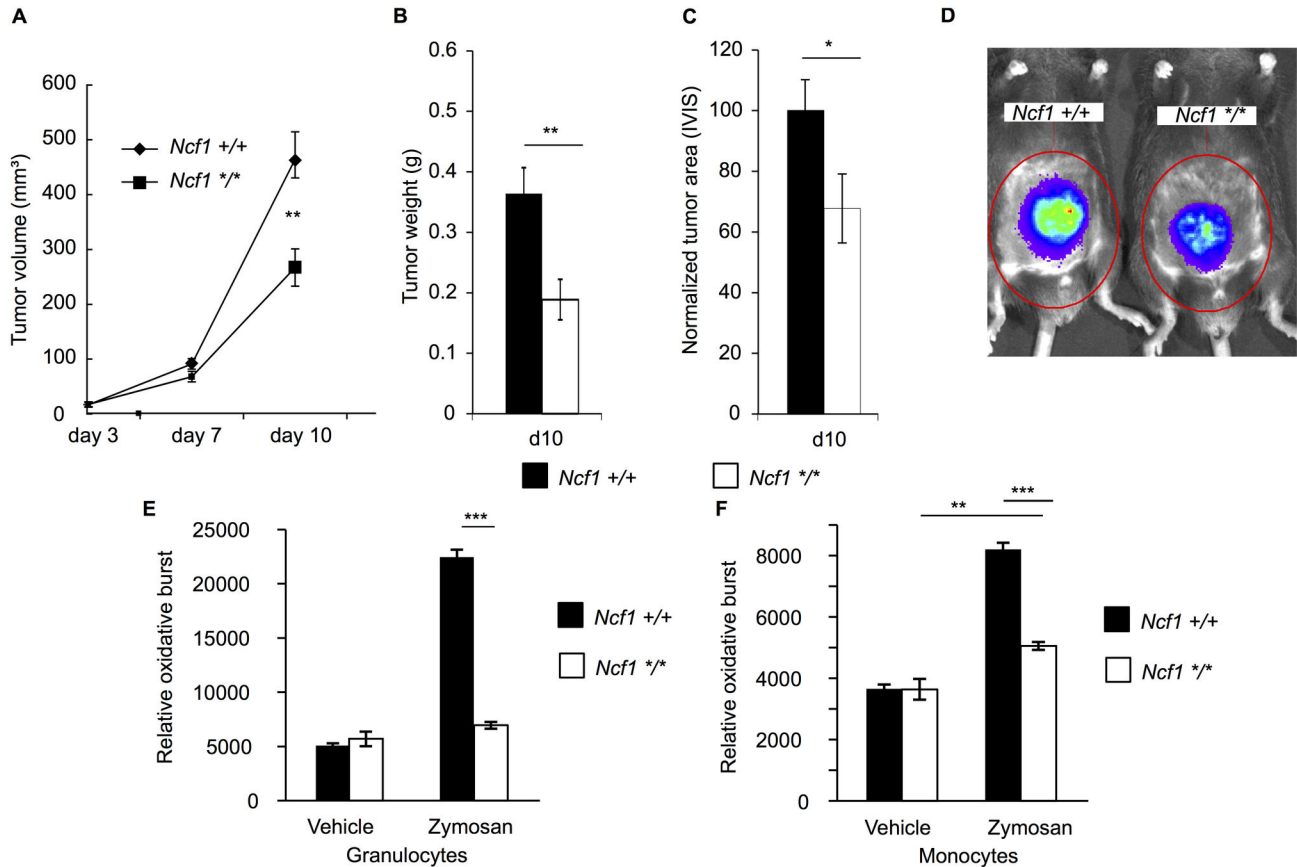 A
Tumor volume (mm³)
600
500
400
300
200
100
0
day 3 day 7 day 10
Ncf1 +/+
Ncf1 */*
**
B
Tumor weight (g)
0.6
0.5
0.4
0.3
0.2
0.1
0
**
d10
C
Normalized tumor area (IVIS)
120
100
80
60
40
20
0
*
d10
D
Ncf1 +/+
Ncf1 */*
Ncf1 +/+
Ncf1 */*
E
Relative oxidative burst
25000
20000
15000
10000
5000
0
***
Vehicle Zymosan
Granulocytes
Ncf1 +/+
Ncf1 */*
F
Relative oxidative burst
8000
6000
4000
2000
0
**
***
Vehicle Zymosan
Monocytes
Ncf1 +/+
Ncf1 */*